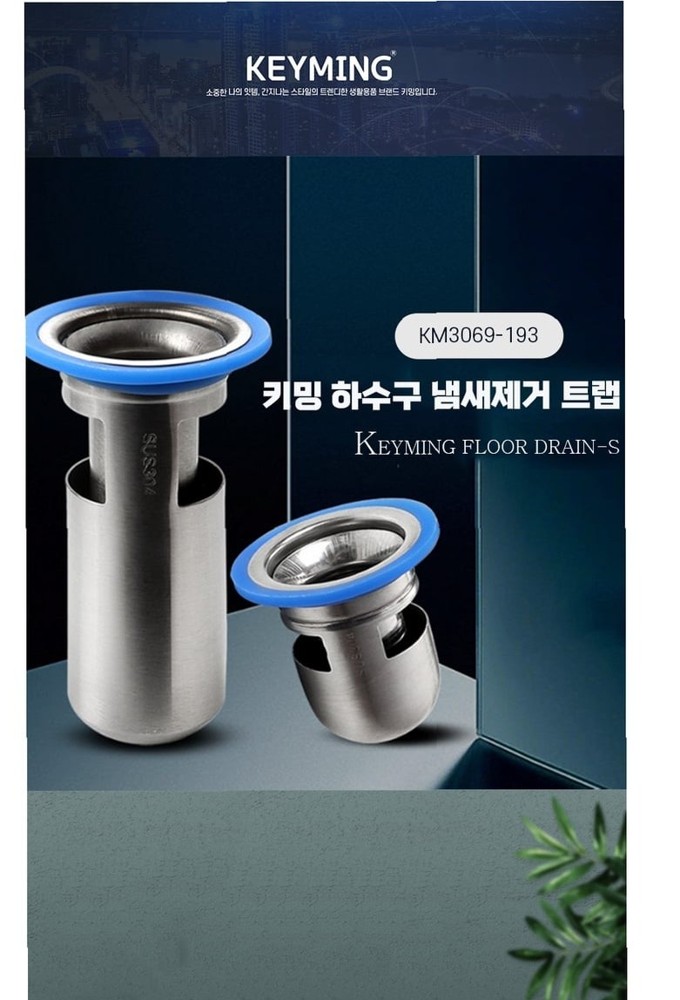 KEYMING®
소중한 나의 잇템, 간지나는 스타일의 트렌디한 생활용품 브랜드 키밍입니다.
KM3069-193
키밍 하수구 냄새제거 트랩
KEYMING FLOOR DRAIN-S
SUS304